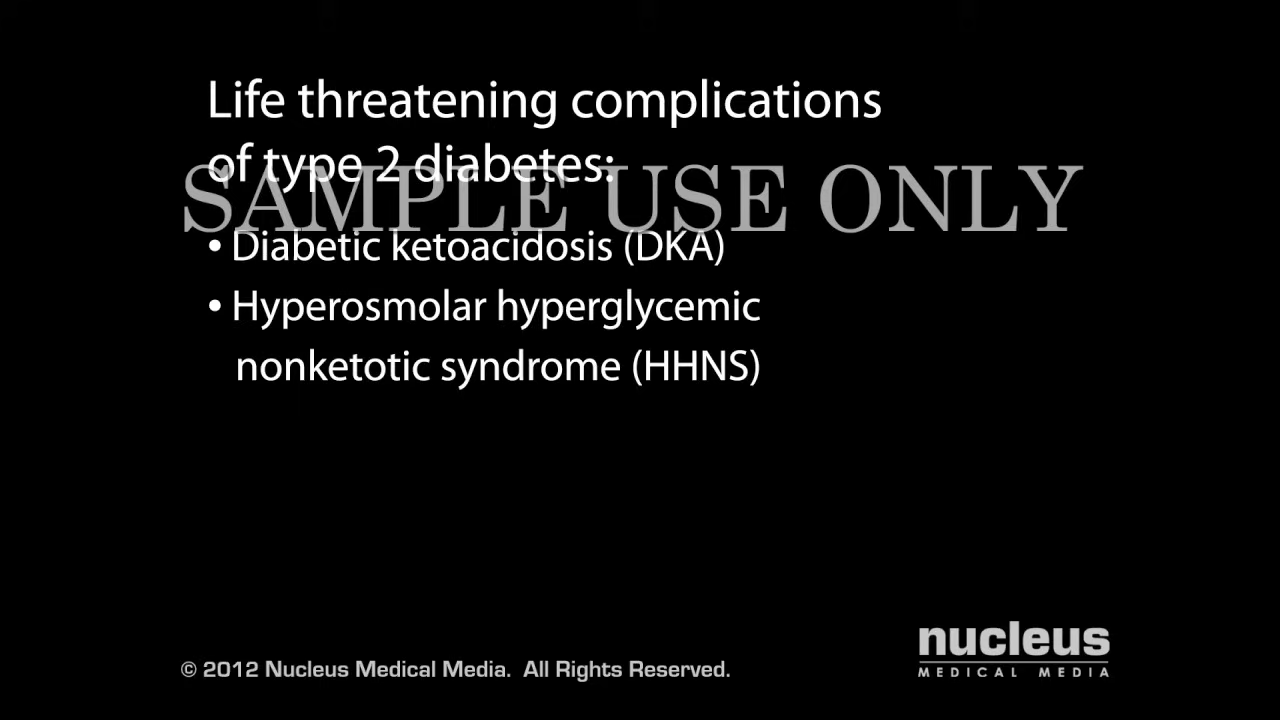 Life threatening complications
of type 2 diabetes:
SAMPLE USE ONLY
• Diabetic ketoacidosis (DKA)
• Hyperosmolar hyperglycemic
nonketotic syndrome (HHNS)
nucleus
MEDICAL MEDIA
© 2012 Nucleus Medical Media. All Rights Reserved.